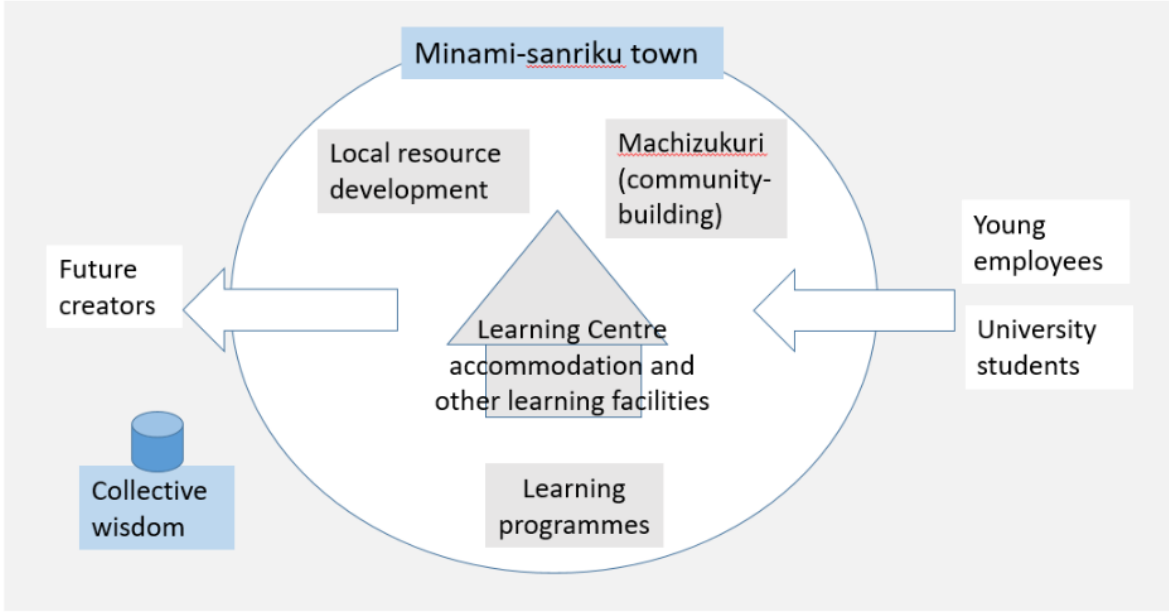 Minami-sanriku town
Local resource
development
Machizukuri
(community-
building)
Young
employees
University
students
Future
creators
Learning Centre
accommodation and
other learning facilities
Learning
programmes
Collective
wisdom